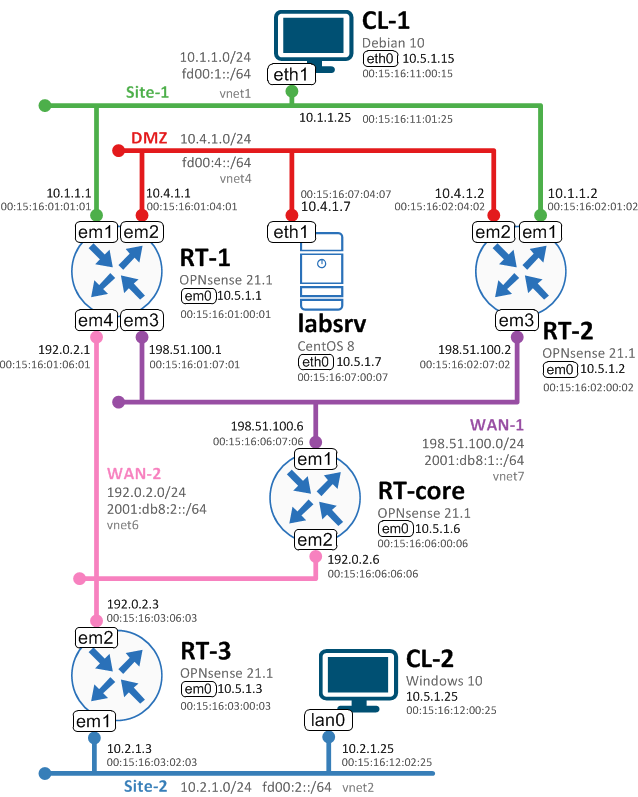 CL-1
Debian 10
eth0 10.5.1.15
00:15:16:11:00:15
10.1.1.0/24
fd00:1::/64
eth1
Site-1
vnet1
10.1.1.25 00:15:16:11:01:25
DMZ 10.4.1.0/24
fd00:4::/64
vnet4
10.1.1.1
00:15:16:01:01:01
10.4.1.1
00:15:16:01:04:01
00:15:16:07:04:07
10.4.1.7
10.4.1.2
00:15:16:02:04:02
10.1.1.2
00:15:16:02:01:02
em1 em2
eth1
em2 em1
RT-1
OPNsense 21.1
em0 10.5.1.1
00:15:16:01:00:01
em4 em3
labsrv
CentOS 8
eth0 10.5.1.7
00:15:16:07:00:07
em3
RT-2
OPNsense 21.1
em0 10.5.1.2
00:15:16:02:00:02
192.0.2.1
00:15:16:01:06:01
198.51.100.1
00:15:16:01:07:01
198.51.100.2
00:15:16:02:07:02
198.51.100.6
00:15:16:06:07:06
WAN-1
198.51.100.0/24
2001:db8:1::/64
vnet7
em1
WAN-2
192.0.2.0/24
2001:db8:2::/64
vnet6
RT-core
OPNsense 21.1
em0 10.5.1.6
00:15:16:06:00:06
em2
192.0.2.6
00:15:16:06:06:06
192.0.2.3
00:15:16:03:06:03
em2
RT-3
OPNsense 21.1
em0 10.5.1.3
00:15:16:03:00:03
em1
CL-2
Windows 10
10.5.1.25
00:15:16:12:00:25
lan0
10.2.1.3
00:15:16:03:02:03
10.2.1.25
00:15:16:12:02:25
Site-2 10.2.1.0/24 fd00:2::/64 vnet2